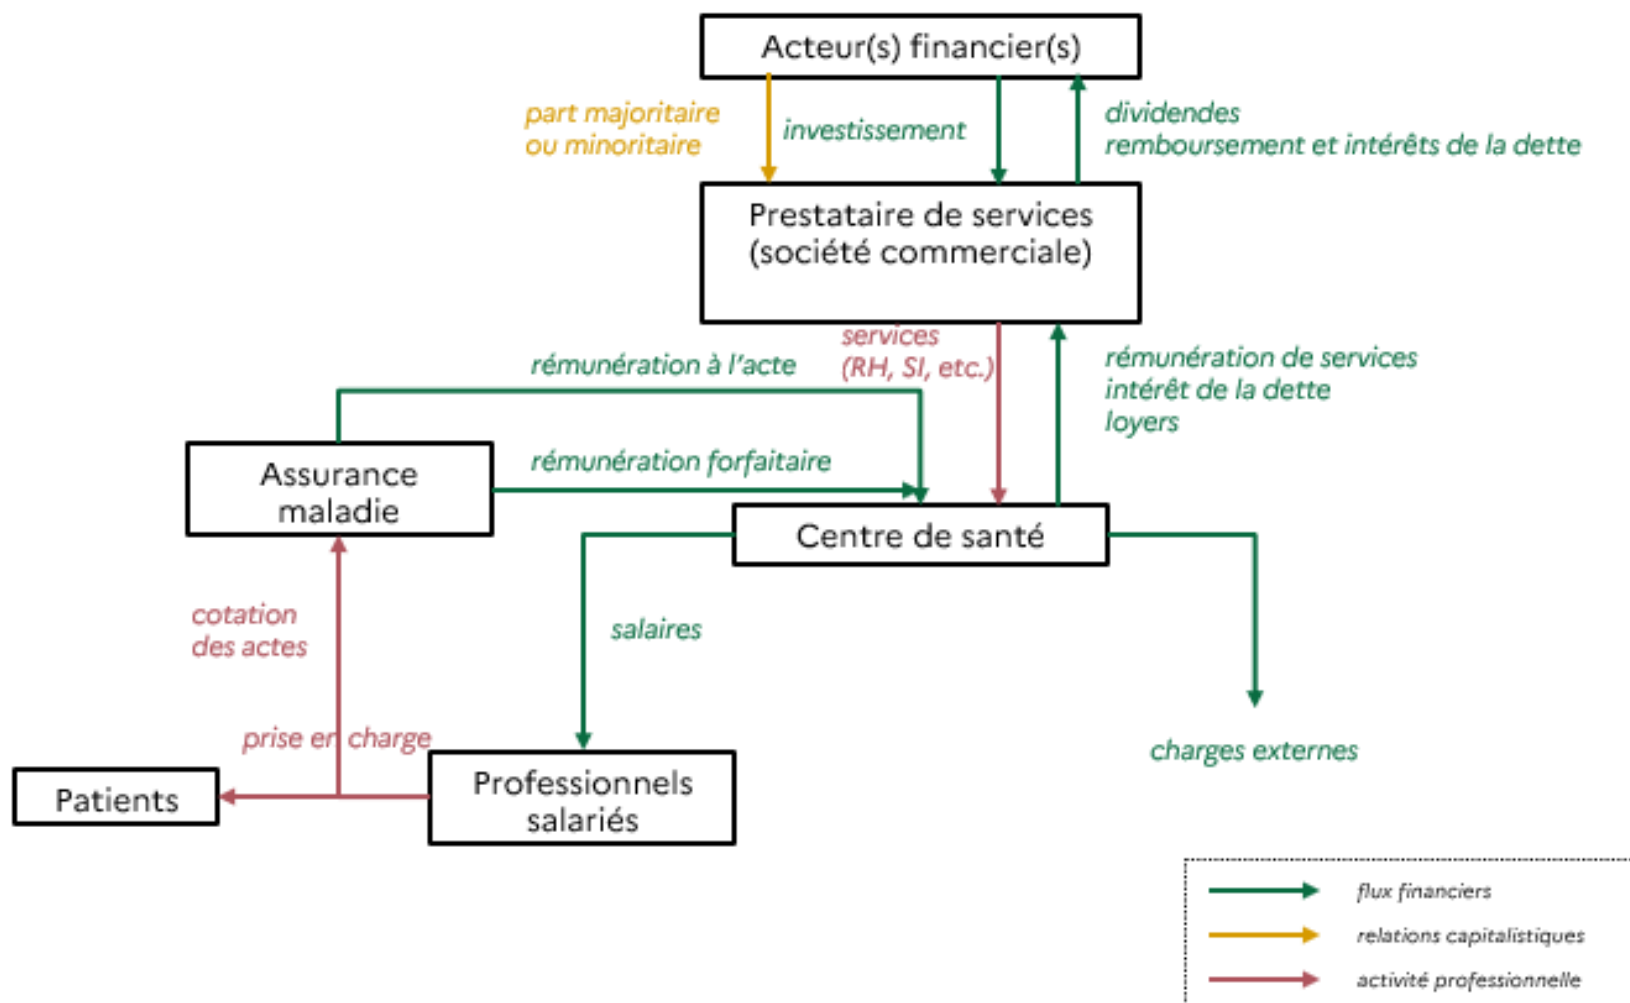 Acteur(s) financier(s)
part majoritaire
ou minoritaire
investissement
dividendes
remboursement et intérêts de la dette
Prestataire de services
(société commerciale)
services
(RH, SI, etc.)
rémunération à l'acte
rémunération de services
intérêt de la dette
loyers
Assurance
maladie
rémunération forfaitaire
Centre de santé
cotation
des actes
salaires
prise en charge
charges externes
Patients
Professionnels
salariés
flux financiers
relations capitalistiques
activité professionnelle